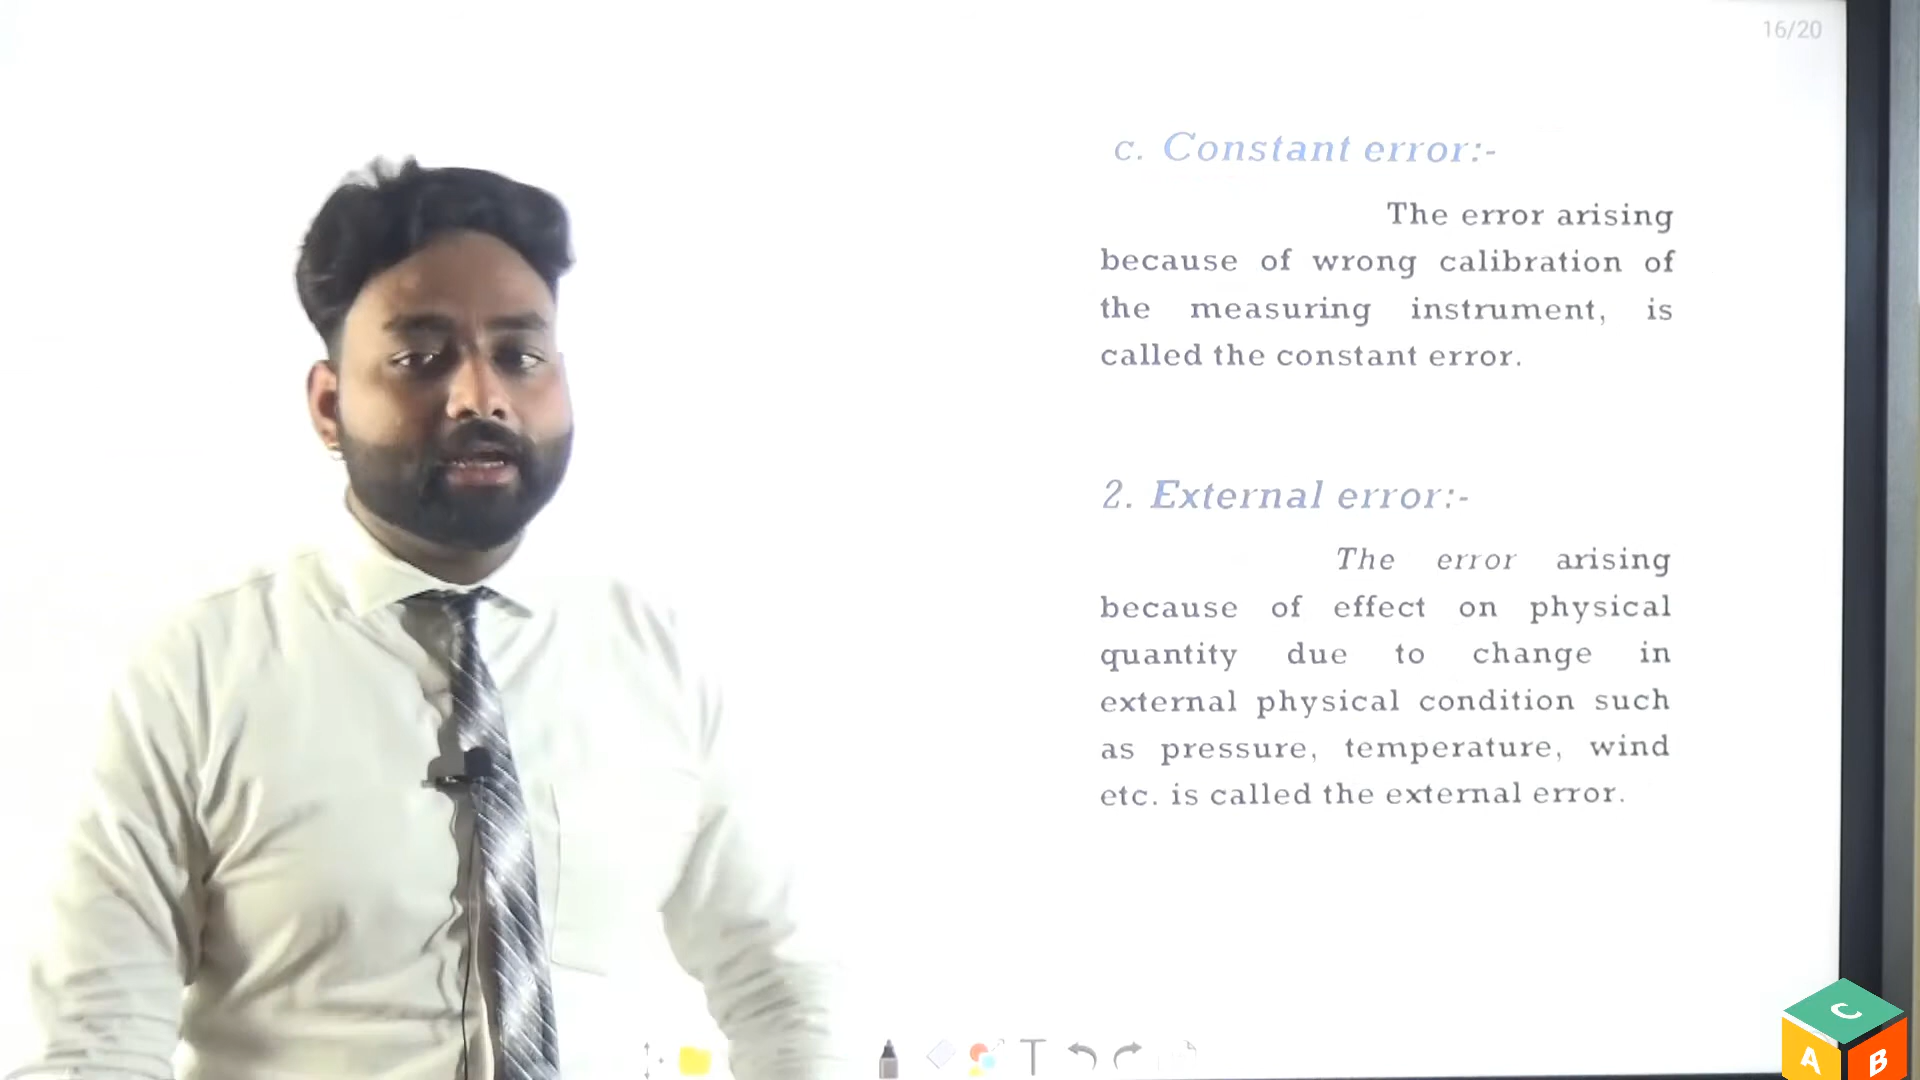 16/20
c. Constant error:-
The error arising
because of wrong calibration of
the measuring instrument, is
called the constant error.
2. External error:-
The error arising
because of effect on physical
quantity due to change in
external physical condition such
as pressure, temperature, wind
etc. is called the external error.
T
C
A B